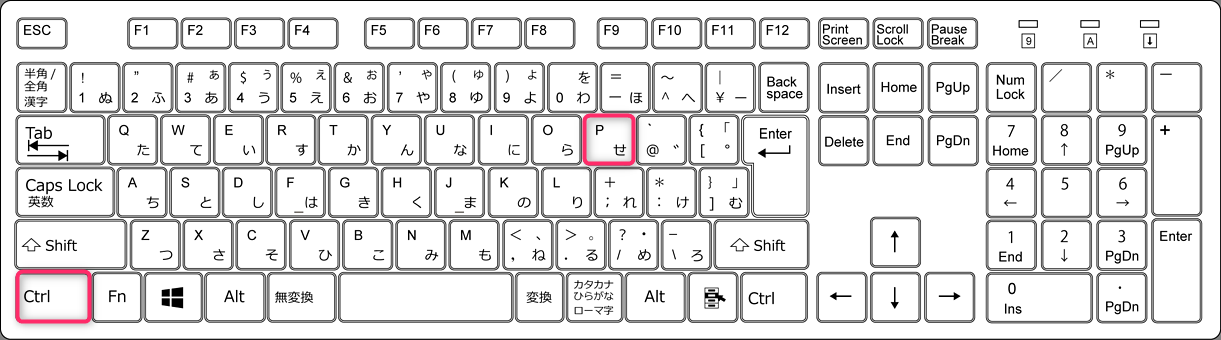 ESC F1 F2 F3 F4 F5 F6 F7 F8 F9 F10 F11 F12 Print Scroll Pause
Screen Lock Break 9 A ↓
半角/ ! ” # ぁ $ ぅ % ぇ & ぉ ’ ゃ ( ゅ ) ょ を = ~ |
全角
漢字 1 ぬ 2 ふ 3 あ 4 う 5 え 6 お 7 や 8 ゆ 9 よ 0 わ ー ほ ^ へ ¥ ー Back
space Insert Home PgUp Num
Lock / * −
Tab Q た W て E い R す T か Y ん U な I に O ら P せ ` @ ゛ { 「 [ ゜ Enter Delete End PgDn 7 Home 8 ↑ 9 PgUp +
Caps Lock
英数 A ち S と D し F _は G き H く J _ま K の L り + ; れ * : け } 」 ] む 4 ← 5 6 →
Shift Z つ X さ C そ V ひ B こ N み M も < 、 , ね > 。 . る ? ・ / め _ \ ろ Shift ↑ 1 End 2 ↓ 3 PgDn Enter
Ctrl Fn Alt 無変換 変換 カタカナ
ひらがな
ローマ字 Alt Ctrl ← ↓ → 0 Ins . PgDn